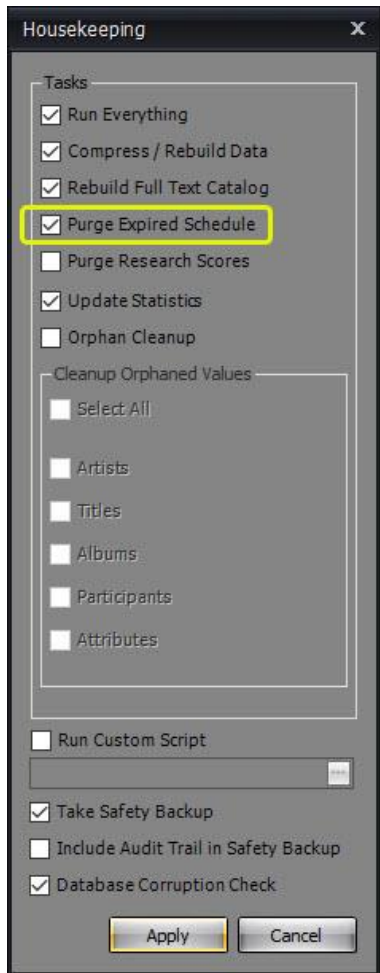 Housekeeping
Tasks
Run Everything
Compress / Rebuild Data
Rebuild Full Text Catalog
Purge Expired Schedule
Purge Research Scores
Update Statistics
Orphan Cleanup
Cleanup Orphaned Values
Select All
Artists
Titles
Albums
Participants
Attributes
Run Custom Script
...
Take Safety Backup
Include Audit Trail in Safety Backup
Database Corruption Check
Apply Cancel